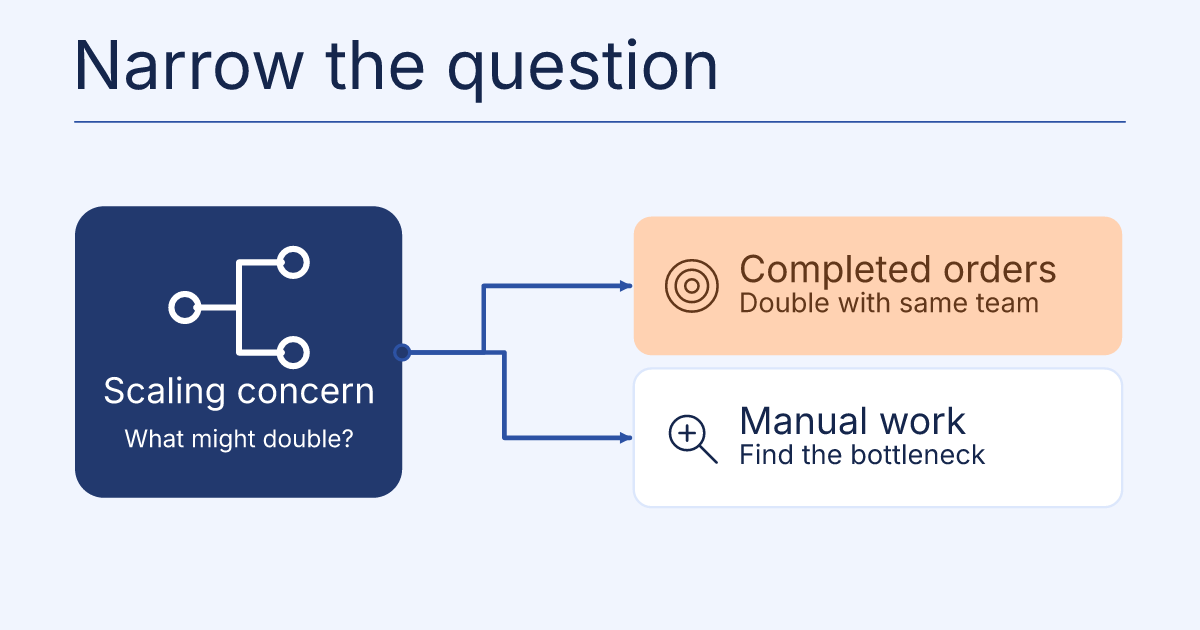 Narrow the question
Scaling concern
What might double?
Completed orders
Double with same team
Manual work
Find the bottleneck